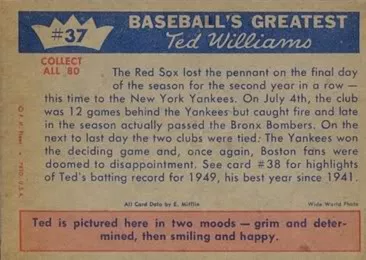 #37
BASEBALL'S GREATEST
Ted Williams
COLLECT
ALL 80
The Red Sox lost the pennant on the final day
of the season for the second year in a row —
this time to the New York Yankees. On July 4th, the club
was 12 games behind the Yankees but caught fire and late
in the season actually passed the Bronx Bombers. On the
next to last day the two clubs were tied. The Yankees won
the deciding game and, once again, Boston fans were
doomed to disappointment. See card #38 for highlights
of Ted's batting record for 1949, his best year since 1941.
All Card Data by E. Mifflin
Wide World Photo
Ted is pictured here in two moods — grim and deter-
mined, then smiling and happy.